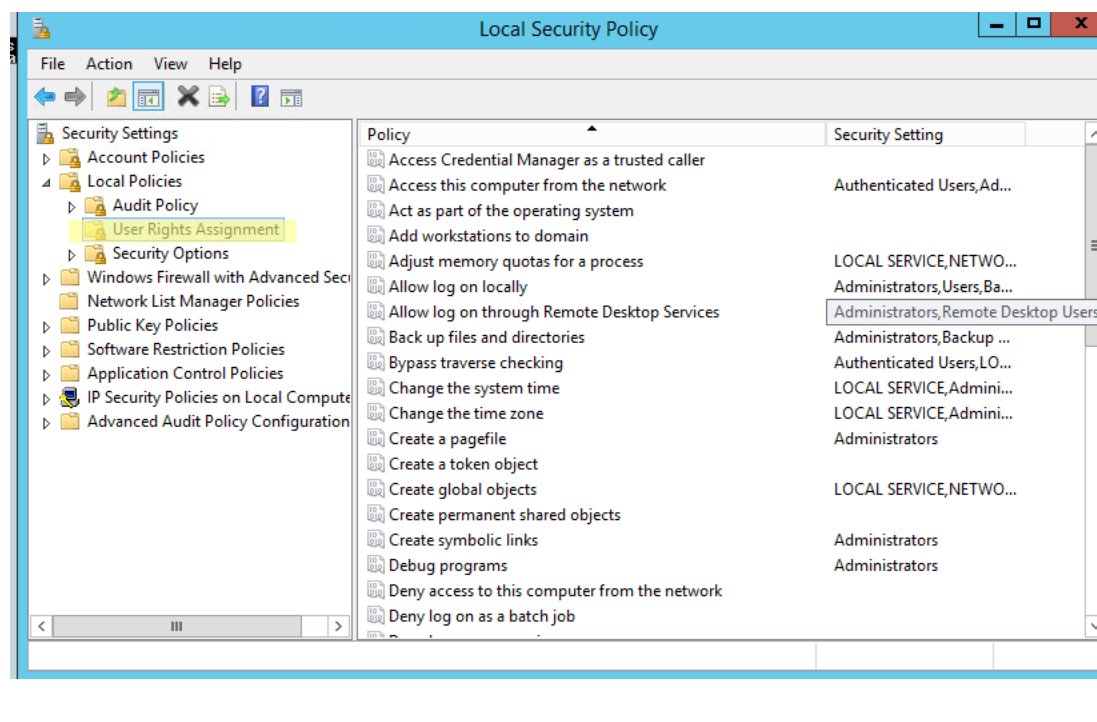 Local Security Policy
File Action View Help
Security Settings
Account Policies
Local Policies
Audit Policy
User Rights Assignment
Security Options
Windows Firewall with Advanced Secu
Network List Manager Policies
Public Key Policies
Software Restriction Policies
Application Control Policies
IP Security Policies on Local Compute
Advanced Audit Policy Configuration
Policy Security Setting
Access Credential Manager as a trusted caller
Access this computer from the network Authenticated Users,Ad...
Act as part of the operating system
Add workstations to domain
Adjust memory quotas for a process LOCAL SERVICE,NETWO...
Allow log on locally Administrators,Users,Ba...
Allow log on through Remote Desktop Services Administrators,Remote Desktop Users
Back up files and directories Administrators,Backup ...
Bypass traverse checking Authenticated Users,LO...
Change the system time LOCAL SERVICE,Admini...
Change the time zone LOCAL SERVICE,Admini...
Create a pagefile Administrators
Create a token object
Create global objects LOCAL SERVICE,NETWO...
Create permanent shared objects
Create symbolic links Administrators
Debug programs Administrators
Deny access to this computer from the network
Deny log on as a batch job